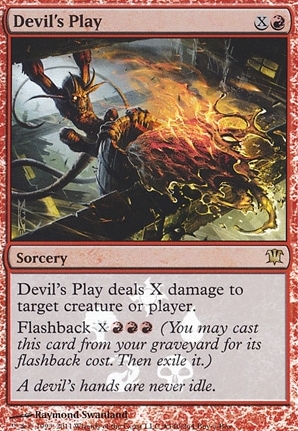 Devil's Play X
Sorcery
Devil's Play deals X damage to
target creature or player.
Flashback X (You may cast
this card from your graveyard for its
flashback cost. Then exile it.)
A devil's hands are never idle.
Raymond Swanland